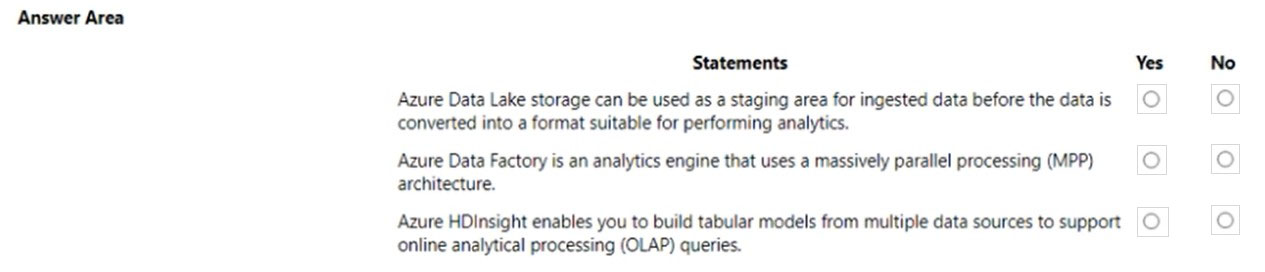 Answer Area
Statements Yes No
Azure Data Lake storage can be used as a staging area for ingested data before the data is
converted into a format suitable for performing analytics.
Azure Data Factory is an analytics engine that uses a massively parallel processing (MPP)
architecture.
Azure HDInsight enables you to build tabular models from multiple data sources to support
online analytical processing (OLAP) queries.